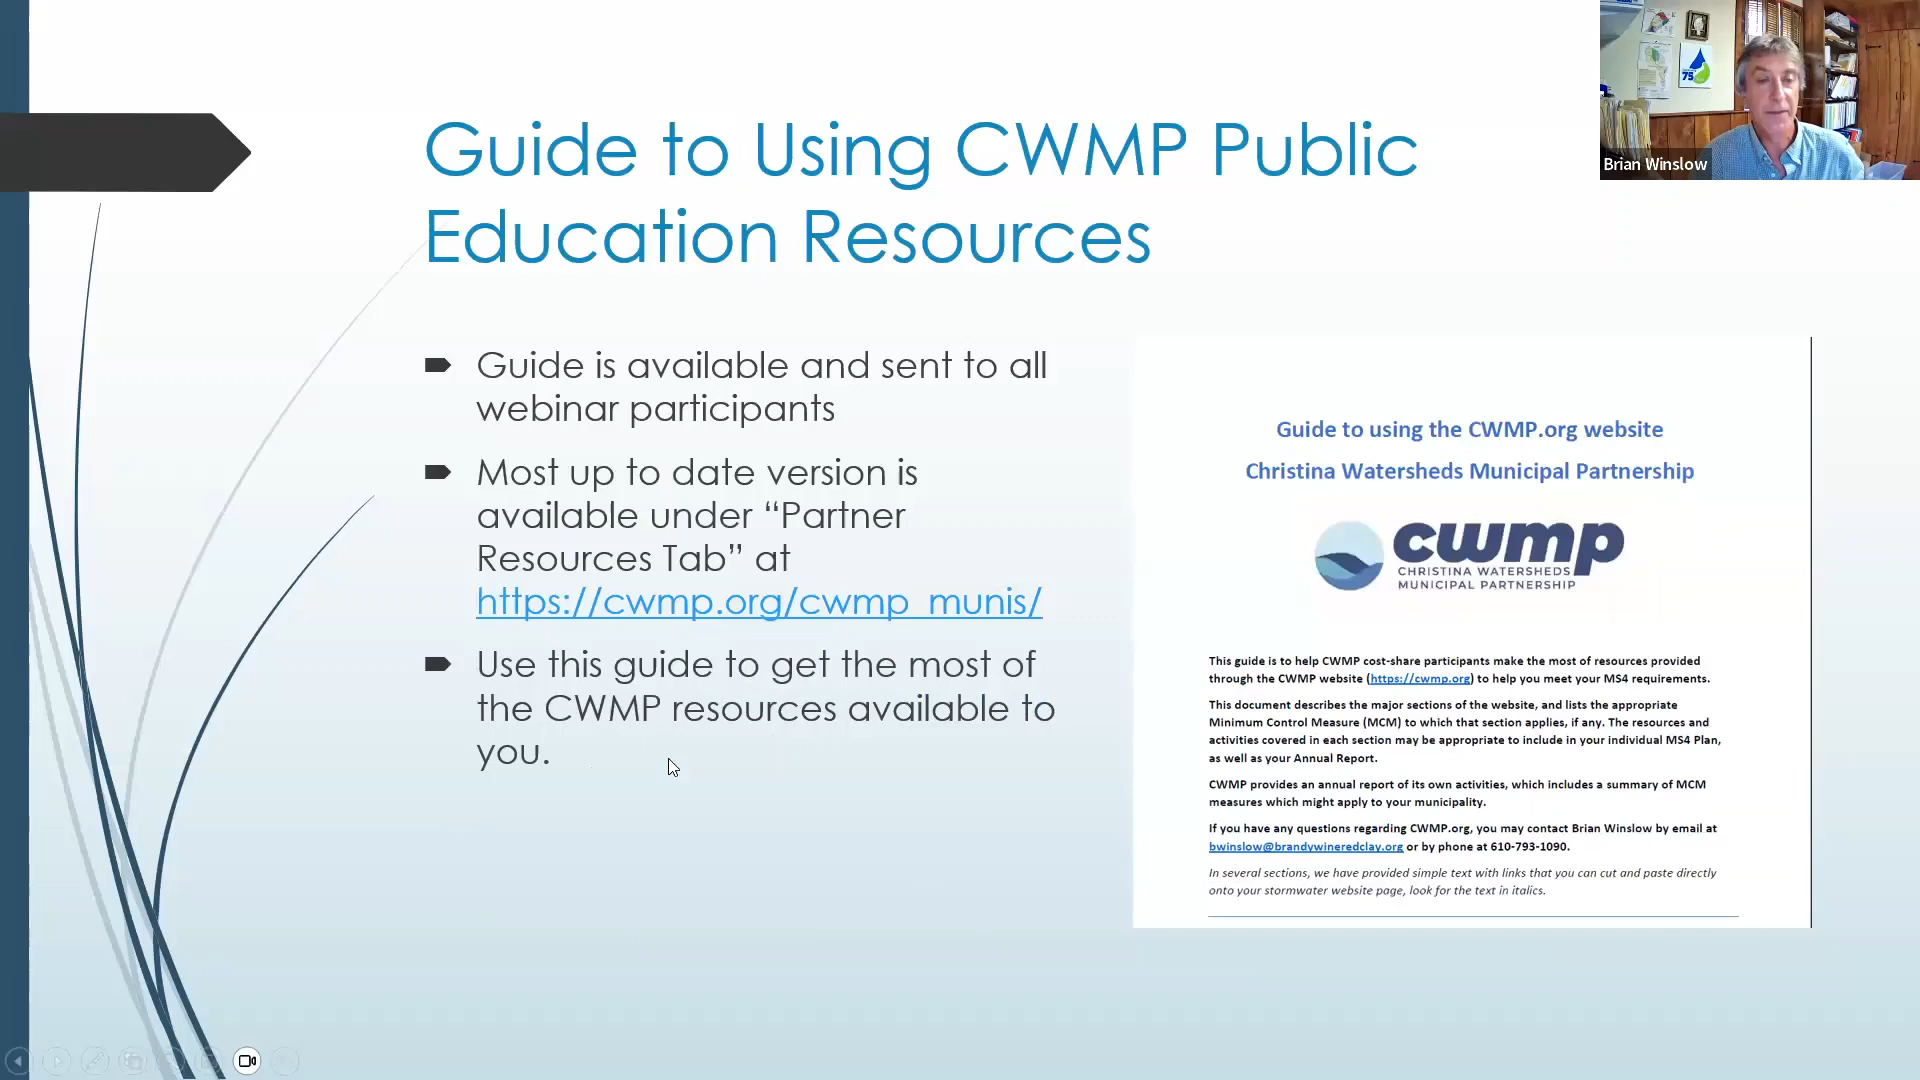 Guide to Using CWMP Public
Education Resources
Guide is available and sent to all
webinar participants
Most up to date version is
available under “Partner
Resources Tab” at
https://cwmp.org/cwmp_munis/
Use this guide to get the most of
the CWMP resources available to
you.
75
Brian Winslow
Guide to using the CWMP.org website
Christina Watersheds Municipal Partnership
cwmp
CHRISTINA WATERSHEDS
MUNICIPAL PARTNERSHIP
This guide is to help CWMP cost-share participants make the most of resources provided
through the CWMP website (https://cwmp.org) to help you meet your MS4 requirements.
This document describes the major sections of the website, and lists the appropriate
Minimum Control Measure (MCM) to which that section applies, if any. The resources and
activities covered in each section may be appropriate to include in your individual MS4 Plan,
as well as your Annual Report.
CWMP provides an annual report of its own activities, which includes a summary of MCM
measures which might apply to your municipality.
If you have any questions regarding CWMP.org, you may contact Brian Winslow by email at
bwinslow@brandywineredclay.org or by phone at 610-793-1090.
In several sections, we have provided simple text with links that you can cut and paste directly
onto your stormwater website page, look for the text in italics.